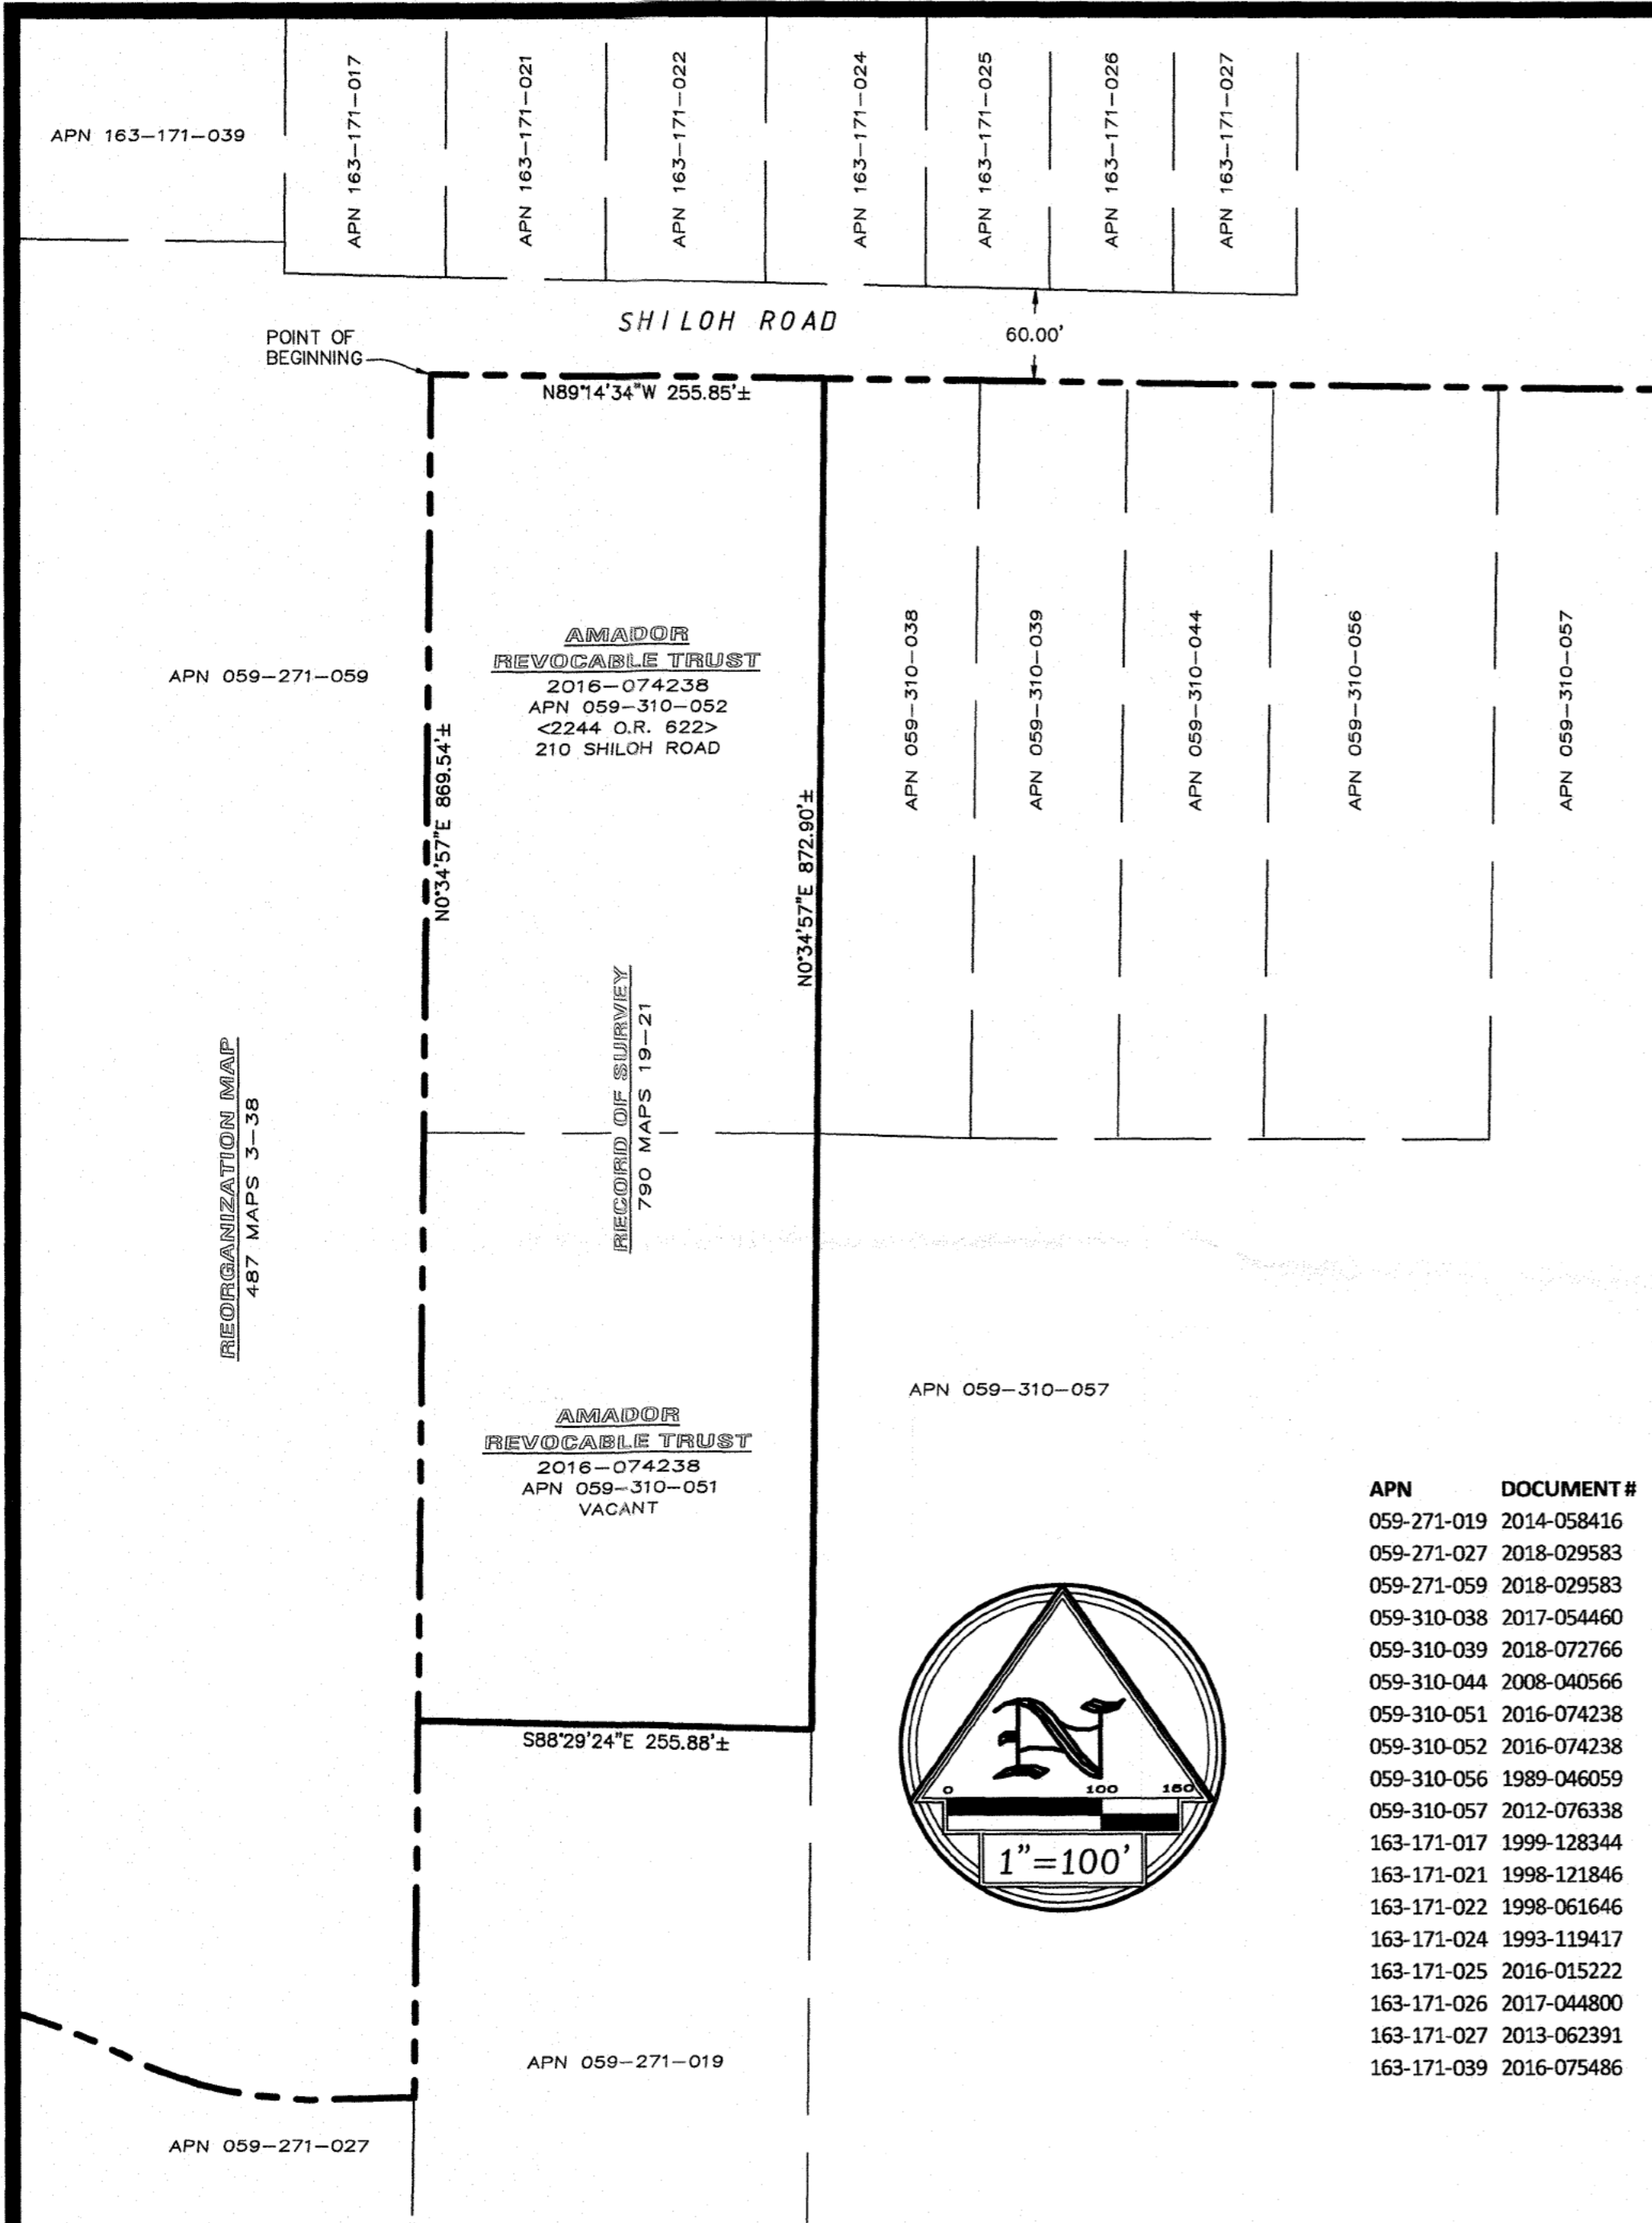 APN 163-171-039
APN 163-171-017
APN 163-171-021
APN 163-171-022
APN 163-171-024
APN 163-171-025
APN 163-171-026
APN 163-171-027
SHILOH ROAD
60.00'
POINT OF
BEGINNING
N89°14'34"W 255.85'±
APN 059-271-059
AMADOR
REVOCABLE TRUST
2016-074238
APN 059-310-052
<2244 O.R. 622>
210 SHILOH ROAD
N0°34'57"E 869.54'±
N0°34'57"E 872.90'±
APN 059-310-038
APN 059-310-039
APN 059-310-044
APN 059-310-056
APN 059-310-057
RECORD OF SURVEY
790 MAPS 19-21
REORGANIZATION MAP
487 MAPS 3-38
APN 059-310-057
AMADOR
REVOCABLE TRUST
2016-074238
APN 059-310-051
VACANT
S88°29'24"E 255.88'±
N
0 100 150
1"=100'
APN 059-271-019
APN 059-271-027
APN DOCUMENT#
059-271-019 2014-058416
059-271-027 2018-029583
059-271-059 2018-029583
059-310-038 2017-054460
059-310-039 2018-072766
059-310-044 2008-040566
059-310-051 2016-074238
059-310-052 2016-074238
059-310-056 1989-046059
059-310-057 2012-076338
163-171-017 1999-128344
163-171-021 1998-121846
163-171-022 1998-061646
163-171-024 1993-119417
163-171-025 2016-015222
163-171-026 2017-044800
163-171-027 2013-062391
163-171-039 2016-075486